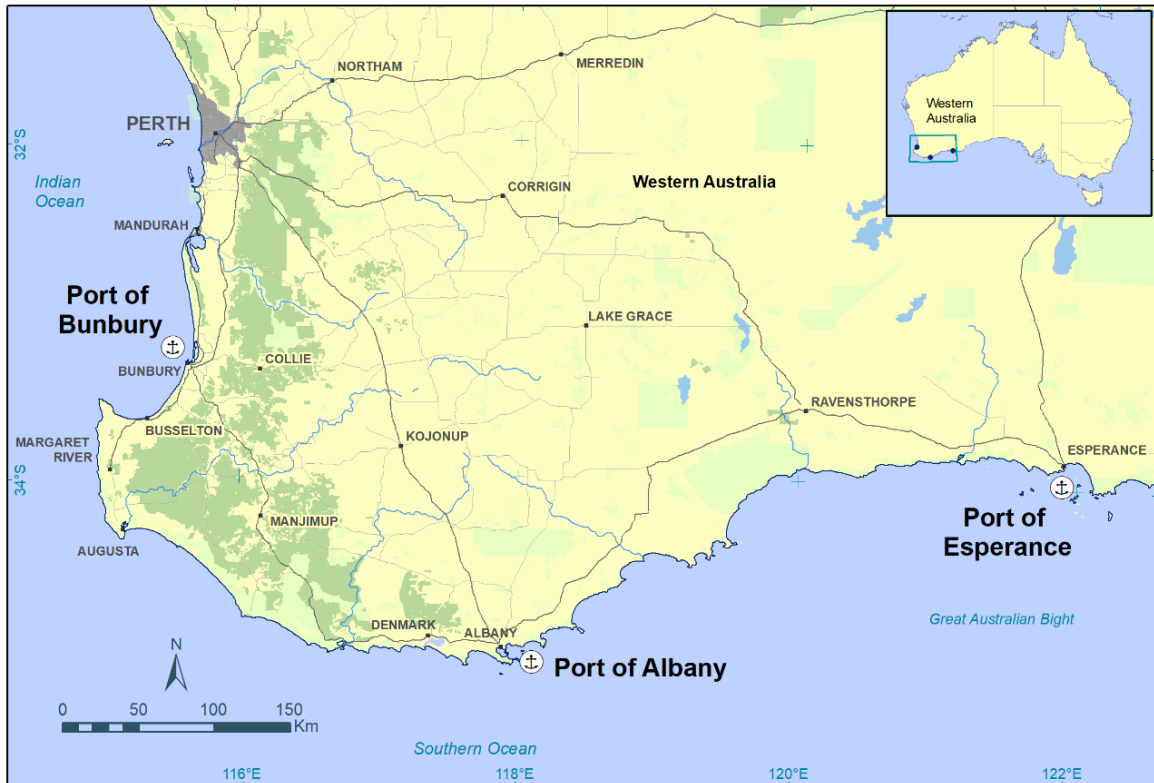 NORTHAM
MERREDIN
PERTH
32°S
Indian
Ocean
CORRIGIN
Western Australia
Western
Australia
MANDURAH
Port of
Bunbury
LAKE GRACE
COLLIE
BUNBURY
RAVENSTHORPE
BUSSELTON
KOJONUP
MARGARET
RIVER
ESPERANCE
34°S
Port of
Esperance
MANJIMUP
AUGUSTA
Great Australian Bight
DENMARK
ALBANY
Port of Albany
N
0
50
100
150
Km
Southern Ocean
116°E
118°E
120°E
122°E